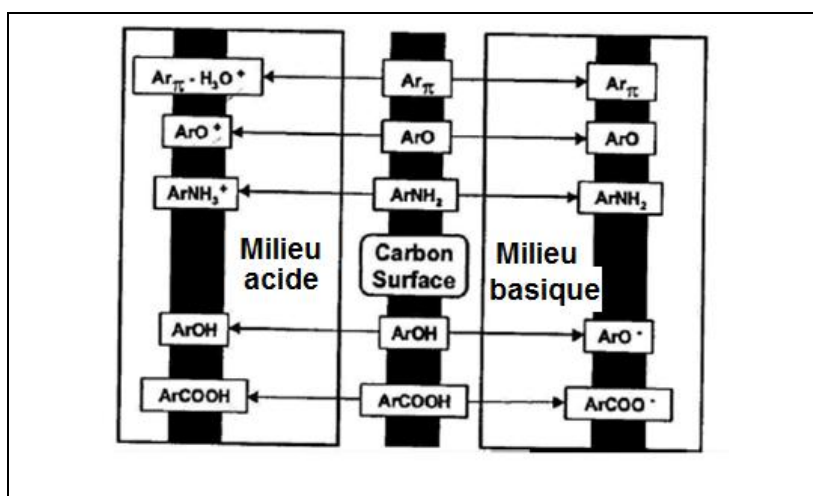 Arπ - H₃O⁺ Arπ Arπ
ArO⁺ ArO ArO
ArNH₃⁺ ArNH₂ ArNH₂
Milieu acide
Carbon Surface
Milieu basique
ArOH ArOH ArO⁻
ArCOOH ArCOOH ArCOO⁻